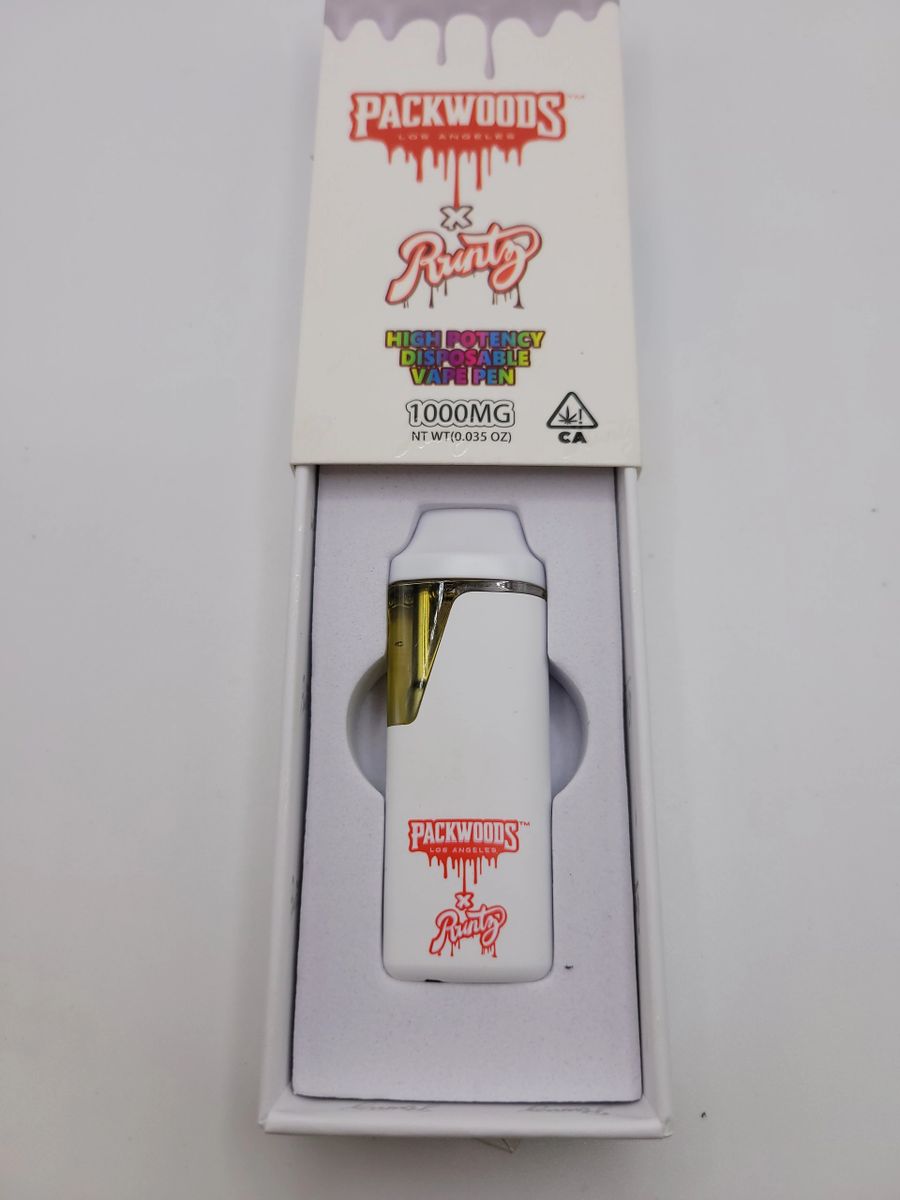 PACKWOODS™
LOS ANGELES
X
Runtz
HIGH POTENCY
DISPOSABLE
VAPE PEN
1000MG
NT WT(0.035 OZ)
CA
PACKWOODS™
LOS ANGELES
X
Runtz